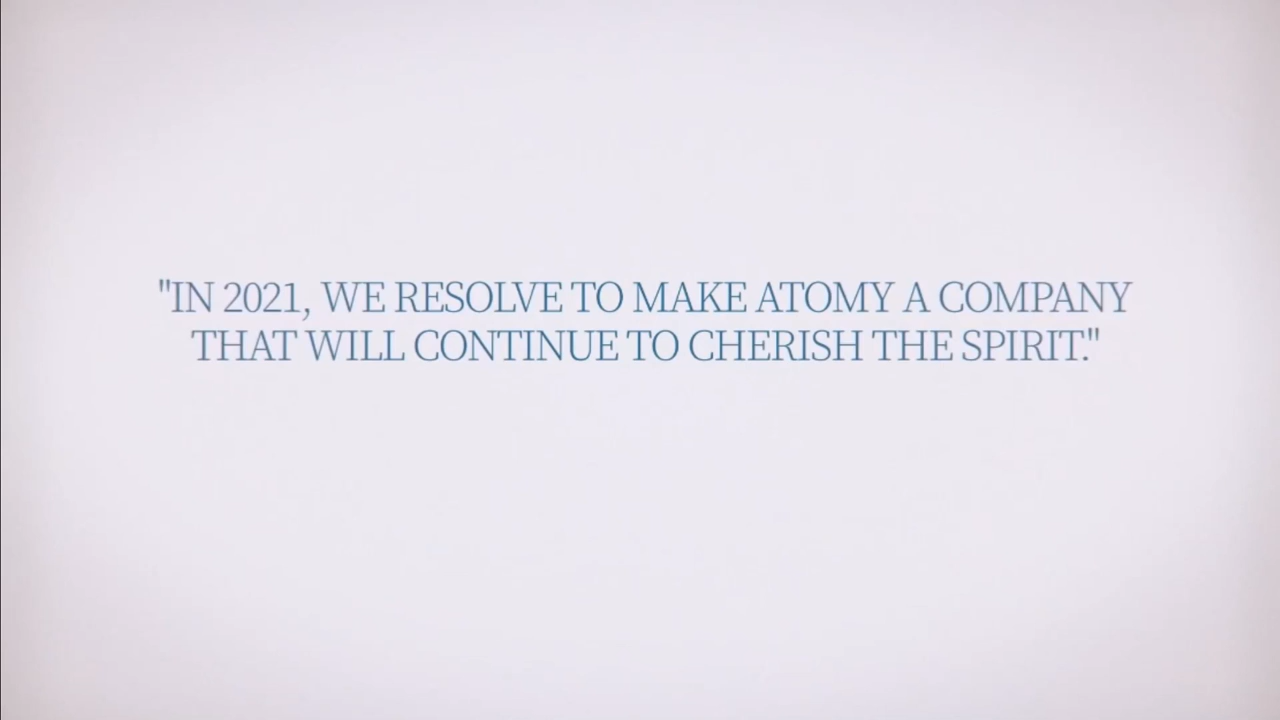 "IN 2021, WE RESOLVE TO MAKE ATOMY A COMPANY
THAT WILL CONTINUE TO CHERISH THE SPIRIT."